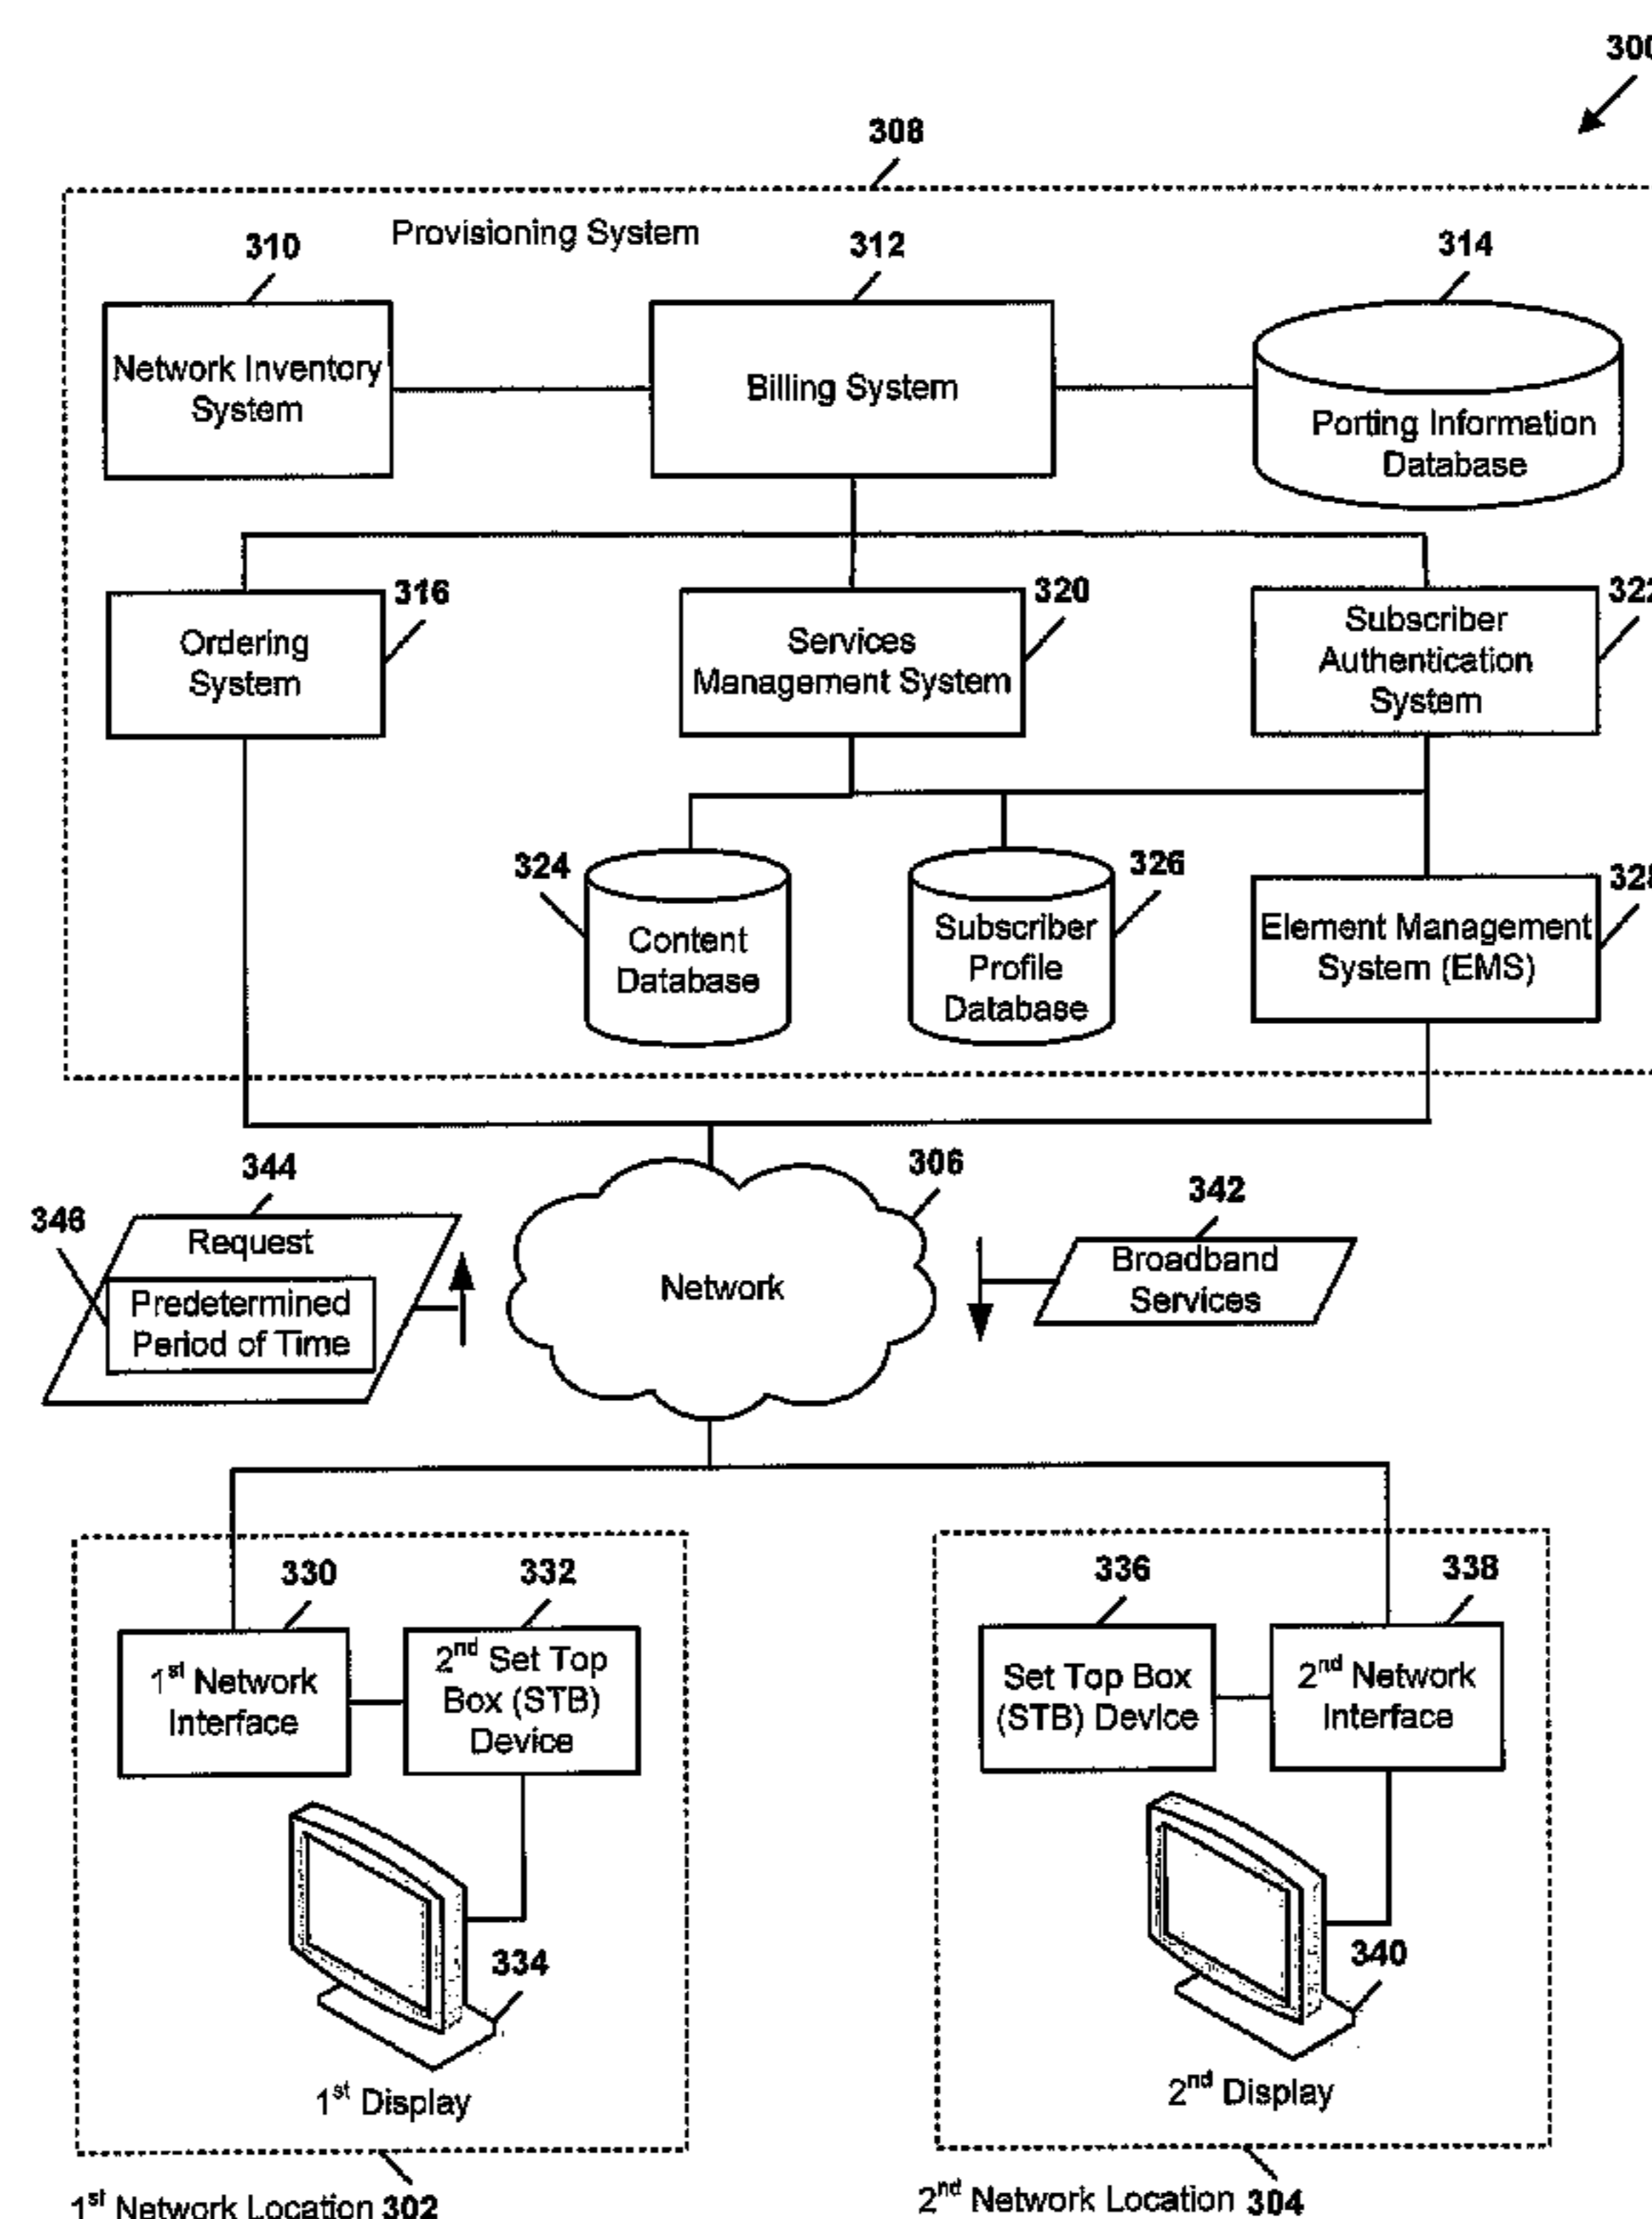 300
308
Provisioning System
310
312
314
Network Inventory
System
Billing System
Porting Information
Database
316
320
322
Ordering
System
Services
Management System
Subscriber
Authentication
System
324
326
328
Content
Database
Subscriber
Profile
Database
Element Management
System (EMS)
344
306
342
346
Request
Predetermined
Period of Time
Network
Broadband
Services
330
332
336
338
1st Network
Interface
2nd Set Top
Box (STB)
Device
Set Top Box
(STB) Device
2nd Network
Interface
334
340
1st Display
2nd Display
1st Network Location 302
2nd Network Location 304